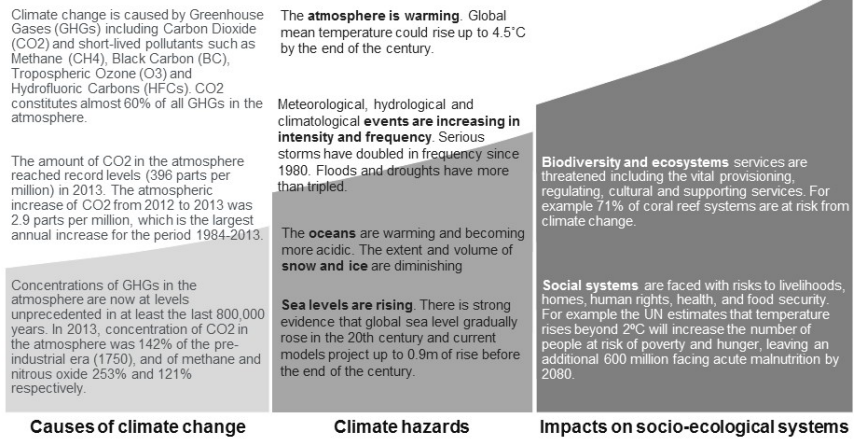 Climate change is caused by Greenhouse
Gases (GHGs) including Carbon Dioxide
(CO2) and short-lived pollutants such as
Methane (CH4), Black Carbon (BC),
Tropospheric Ozone (O3) and
Hydrofluoric Carbons (HFCs). CO2
constitutes almost 60% of all GHGs in the
atmosphere.
The amount of CO2 in the atmosphere
reached record levels (396 parts per
million) in 2013. The atmospheric
increase of CO2 from 2012 to 2013 was
2.9 parts per million, which is the largest
annual increase for the period 1984-2013.
Concentrations of GHGs in the
atmosphere are now at levels
unprecedented in at least the last 800,000
years. In 2013, concentration of CO2 in
the atmosphere was 142% of the pre-
industrial era (1750), and of methane and
nitrous oxide 253% and 121%
respectively.
Causes of climate change
The atmosphere is warming. Global
mean temperature could rise up to 4.5˚C
by the end of the century.
Meteorological, hydrological and
climatological events are increasing in
intensity and frequency. Serious
storms have doubled in frequency since
1980. Floods and droughts have more
than tripled.
The oceans are warming and becoming
more acidic. The extent and volume of
snow and ice are diminishing
Sea levels are rising. There is strong
evidence that global sea level gradually
rose in the 20th century and current
models project up to 0.9m of rise before
the end of the century.
Climate hazards
Biodiversity and ecosystems services are
threatened including the vital provisioning,
regulating, cultural and supporting services. For
example 71% of coral reef systems are at risk from
climate change.
Social systems are faced with risks to livelihoods,
homes, human rights, health, and food security.
For example the UN estimates that temperature
rises beyond 2ºC will increase the number of
people at risk of poverty and hunger, leaving an
additional 600 million facing acute malnutrition by
2080.
Impacts on socio-ecological systems